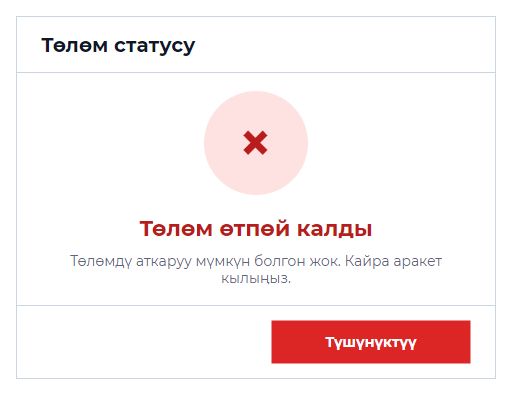 Төлөм статусу
Төлөм өтпөй калды
Төлөмдү аткаруу мүмкүн болгон жок. Кайра аракет
кылыңыз.
Түшүнүктүү